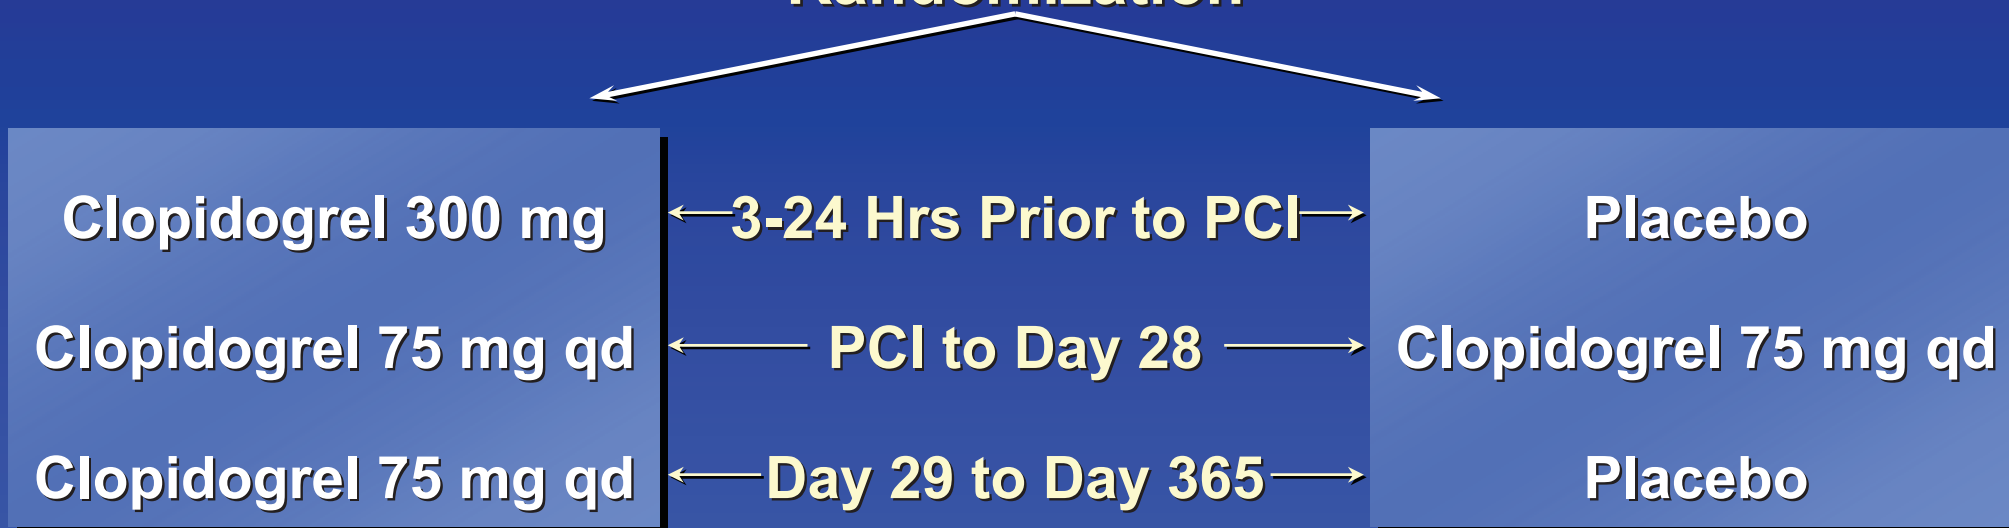 Randomization
Clopidogrel 300 mg 3-24 Hrs Prior to PCI Placebo
Clopidogrel 75 mg qd PCI to Day 28 Clopidogrel 75 mg qd
Clopidogrel 75 mg qd Day 29 to Day 365 Placebo